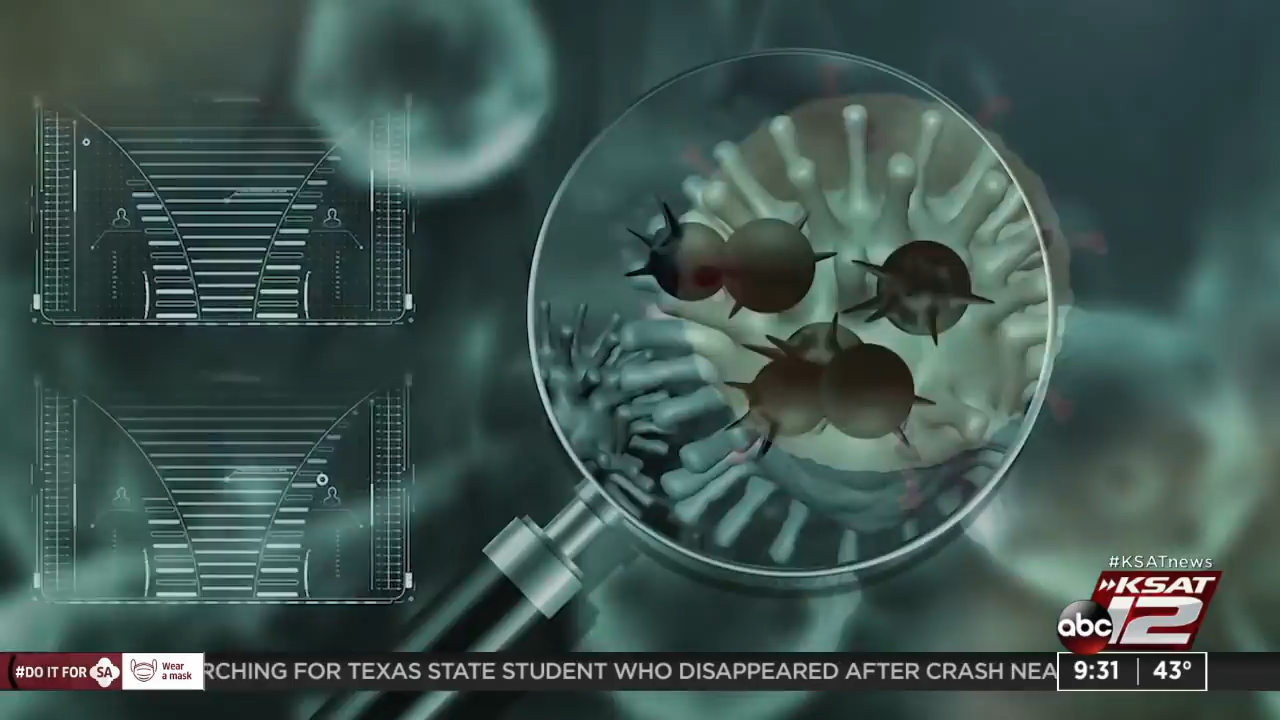 #KSATnews
KSAT
abc 12
#DO IT FOR SA
Wear
a mask
RCHING FOR TEXAS STATE STUDENT WHO DISAPPEARED AFTER CRASH NEA
9:31 43°